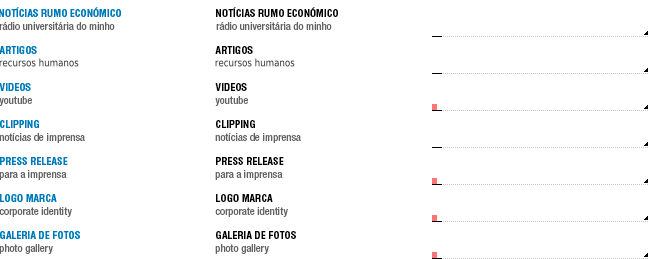 NOTÍCIAS RUMO ECONÓMICO
rádio universitária do minho
ARTIGOS
recursos humanos
VIDEOS
youtube
CLIPPING
notícias de imprensa
PRESS RELEASE
para a imprensa
LOGO MARCA
corporate identity
GALERIA DE FOTOS
photo gallery
NOTÍCIAS RUMO ECONÓMICO
rádio universitária do minho
ARTIGOS
recursos humanos
VIDEOS
youtube
CLIPPING
notícias de imprensa
PRESS RELEASE
para a imprensa
LOGO MARCA
corporate identity
GALERIA DE FOTOS
photo gallery